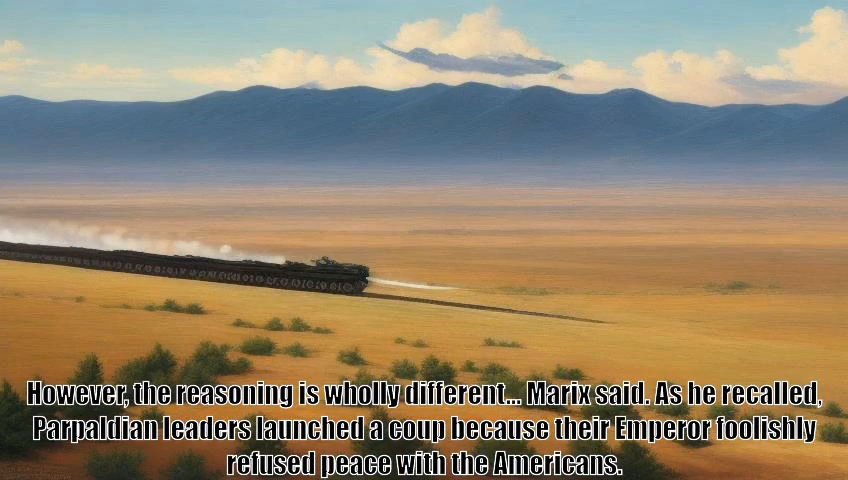 However, the reasoning is wholly different... Marix said. As he recalled,
Parpaldian leaders launched a coup because their Emperor foolishly
refused peace with the Americans.